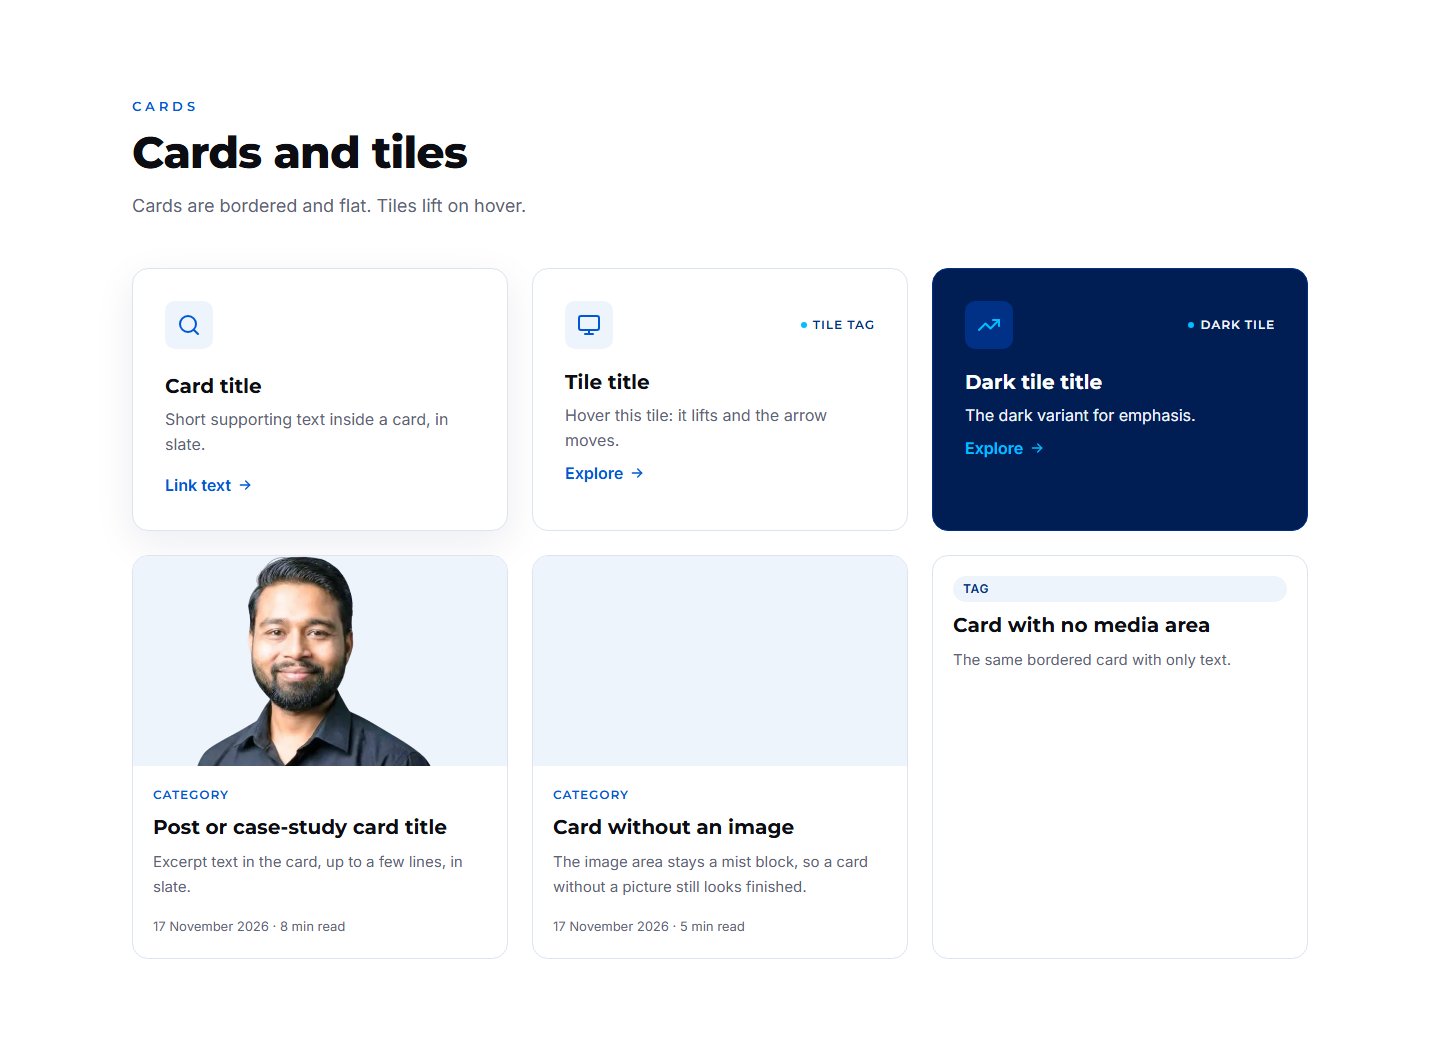 CARDS
Cards and tiles
Cards are bordered and flat. Tiles lift on hover.
Card title
Short supporting text inside a card, in
slate.
Link text →
TILE TAG
Tile title
Hover this tile: it lifts and the arrow
moves.
Explore →
DARK TILE
Dark tile title
The dark variant for emphasis.
Explore →
CATEGORY
Post or case-study card title
Excerpt text in the card, up to a few lines, in
slate.
17 November 2026 · 8 min read
CATEGORY
Card without an image
The image area stays a mist block, so a card
without a picture still looks finished.
17 November 2026 · 5 min read
TAG
Card with no media area
The same bordered card with only text.